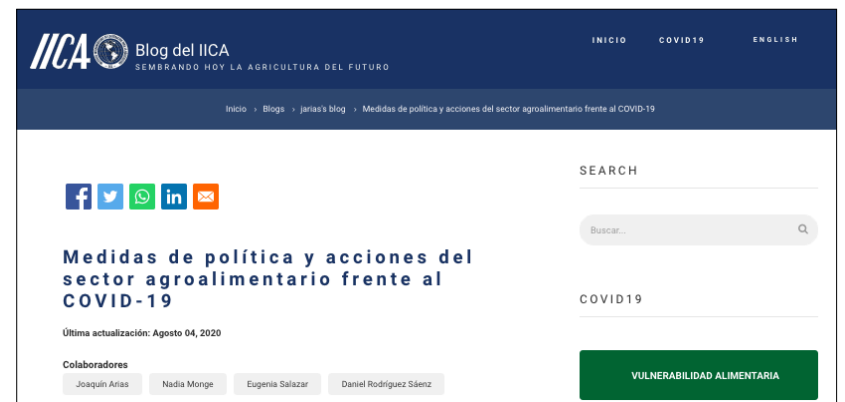 IICA
Blog del IICA
SEMBRANDO HOY LA AGRICULTURA DEL FUTURO
INICIO COVID19 ENGLISH
Inicio › Blogs › jarias's blog › Medidas de política y acciones del sector agroalimentario frente al COVID-19
Medidas de política y acciones del
sector agroalimentario frente al
COVID-19
Última actualización: Agosto 04, 2020
Colaboradores
Joaquín Arias Nadia Monge Eugenia Salazar Daniel Rodríguez Sáenz
SEARCH
Buscar...
COVID19
VULNERABILIDAD ALIMENTARIA